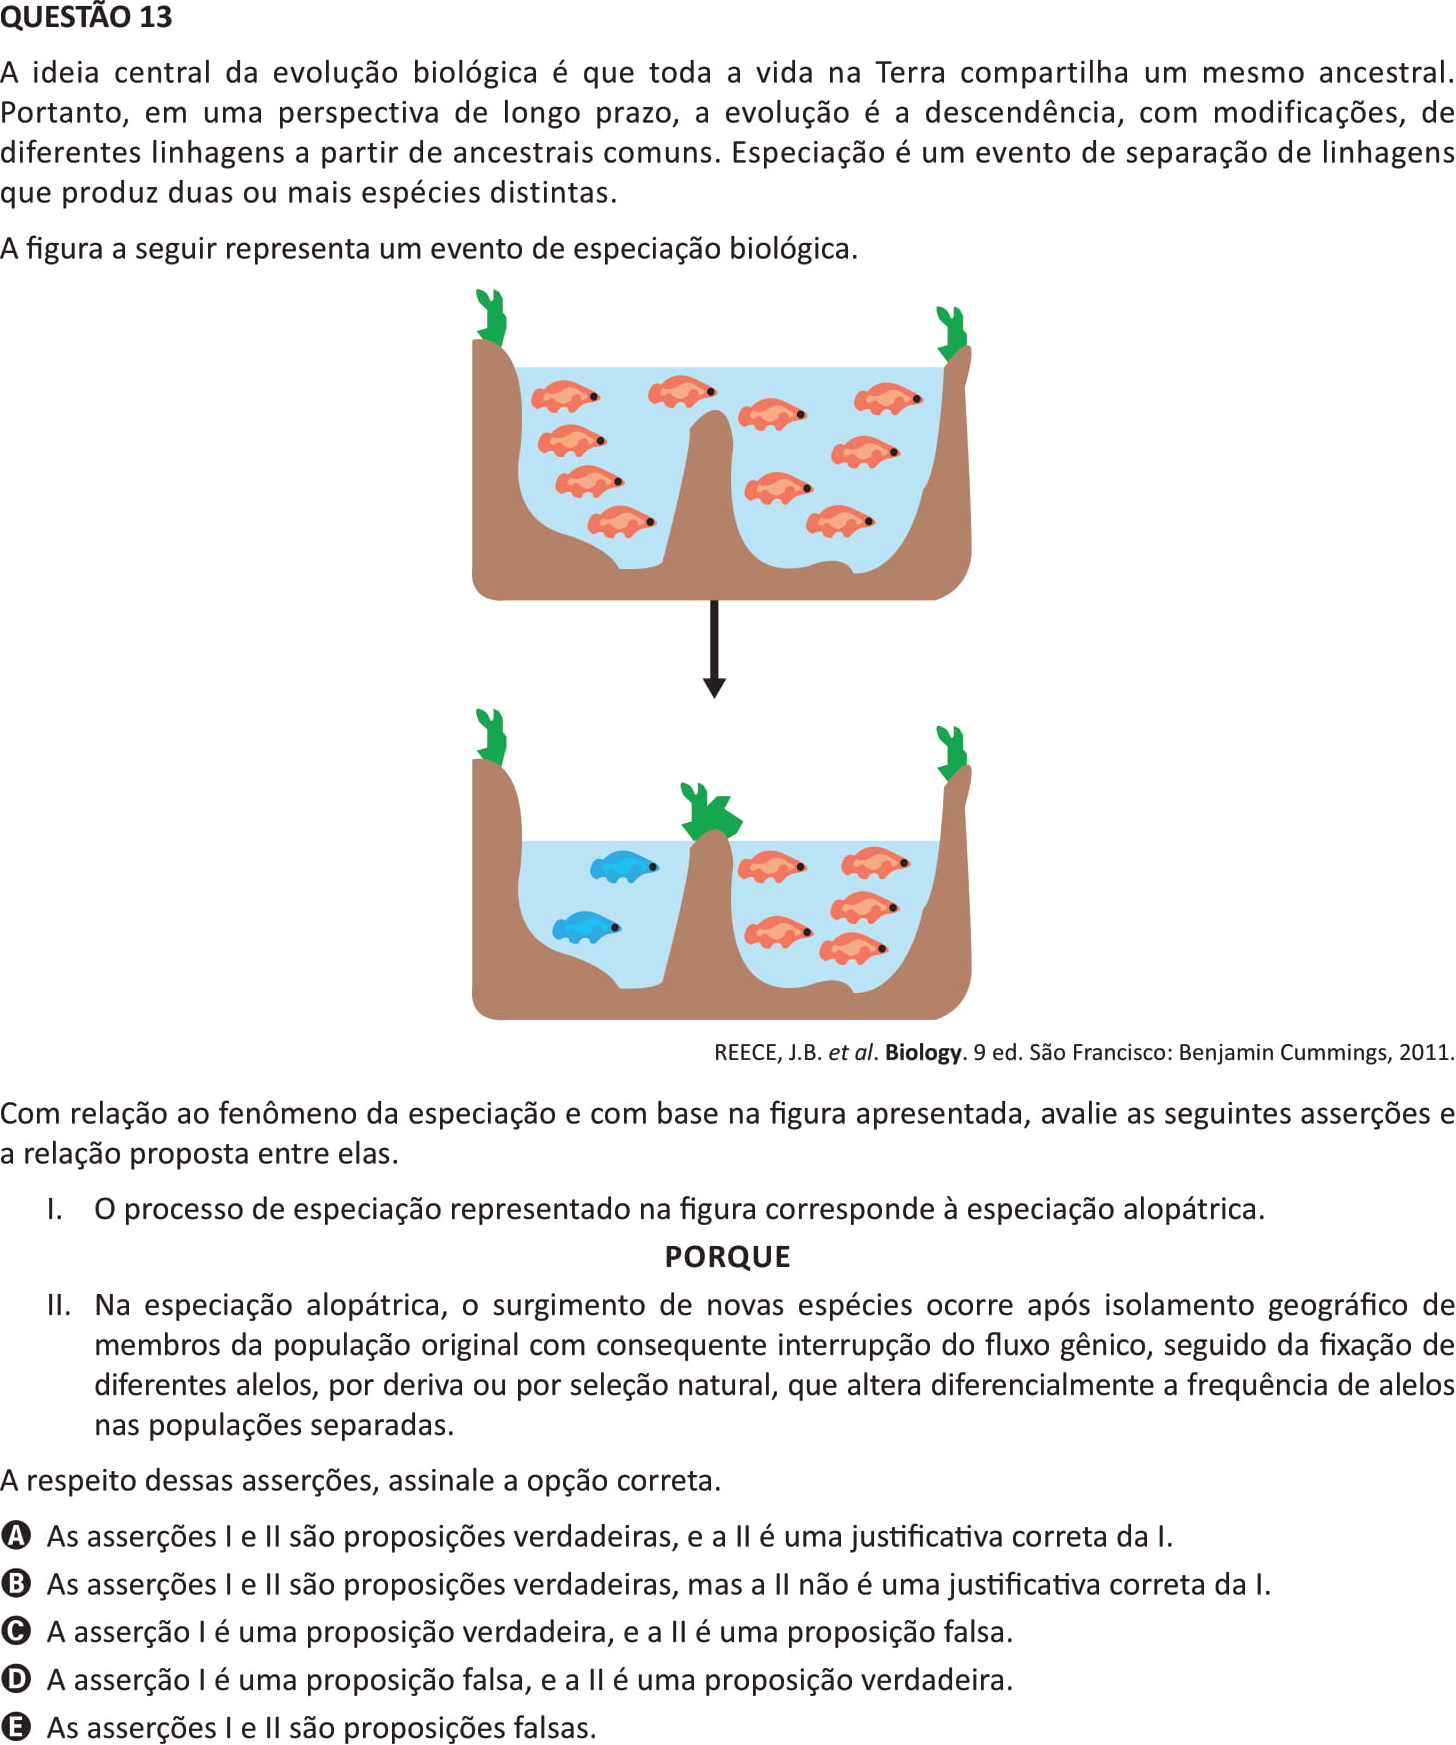 QUESTÃO 13
A ideia central da evolução biológica é que toda a vida na Terra compartilha um mesmo ancestral.
Portanto, em uma perspectiva de longo prazo, a evolução é a descendência, com modificações, de
diferentes linhagens a partir de ancestrais comuns. Especiação é um evento de separação de linhagens
que produz duas ou mais espécies distintas.
A figura a seguir representa um evento de especiação biológica.
REECE, J.B. et al. Biology. 9 ed. São Francisco: Benjamin Cummings, 2011.
Com relação ao fenômeno da especiação e com base na figura apresentada, avalie as seguintes asserções e
a relação proposta entre elas.
I. O processo de especiação representado na figura corresponde à especiação alopátrica.
PORQUE
II. Na especiação alopátrica, o surgimento de novas espécies ocorre após isolamento geográfico de
membros da população original com consequente interrupção do fluxo gênico, seguido da fixação de
diferentes alelos, por deriva ou por seleção natural, que altera diferencialmente a frequência de alelos
nas populações separadas.
A respeito dessas asserções, assinale a opção correta.
A As asserções I e II são proposições verdadeiras, e a II é uma justificativa correta da I.
B As asserções I e II são proposições verdadeiras, mas a II não é uma justificativa correta da I.
C A asserção I é uma proposição verdadeira, e a II é uma proposição falsa.
D A asserção I é uma proposição falsa, e a II é uma proposição verdadeira.
E As asserções I e II são proposições falsas.